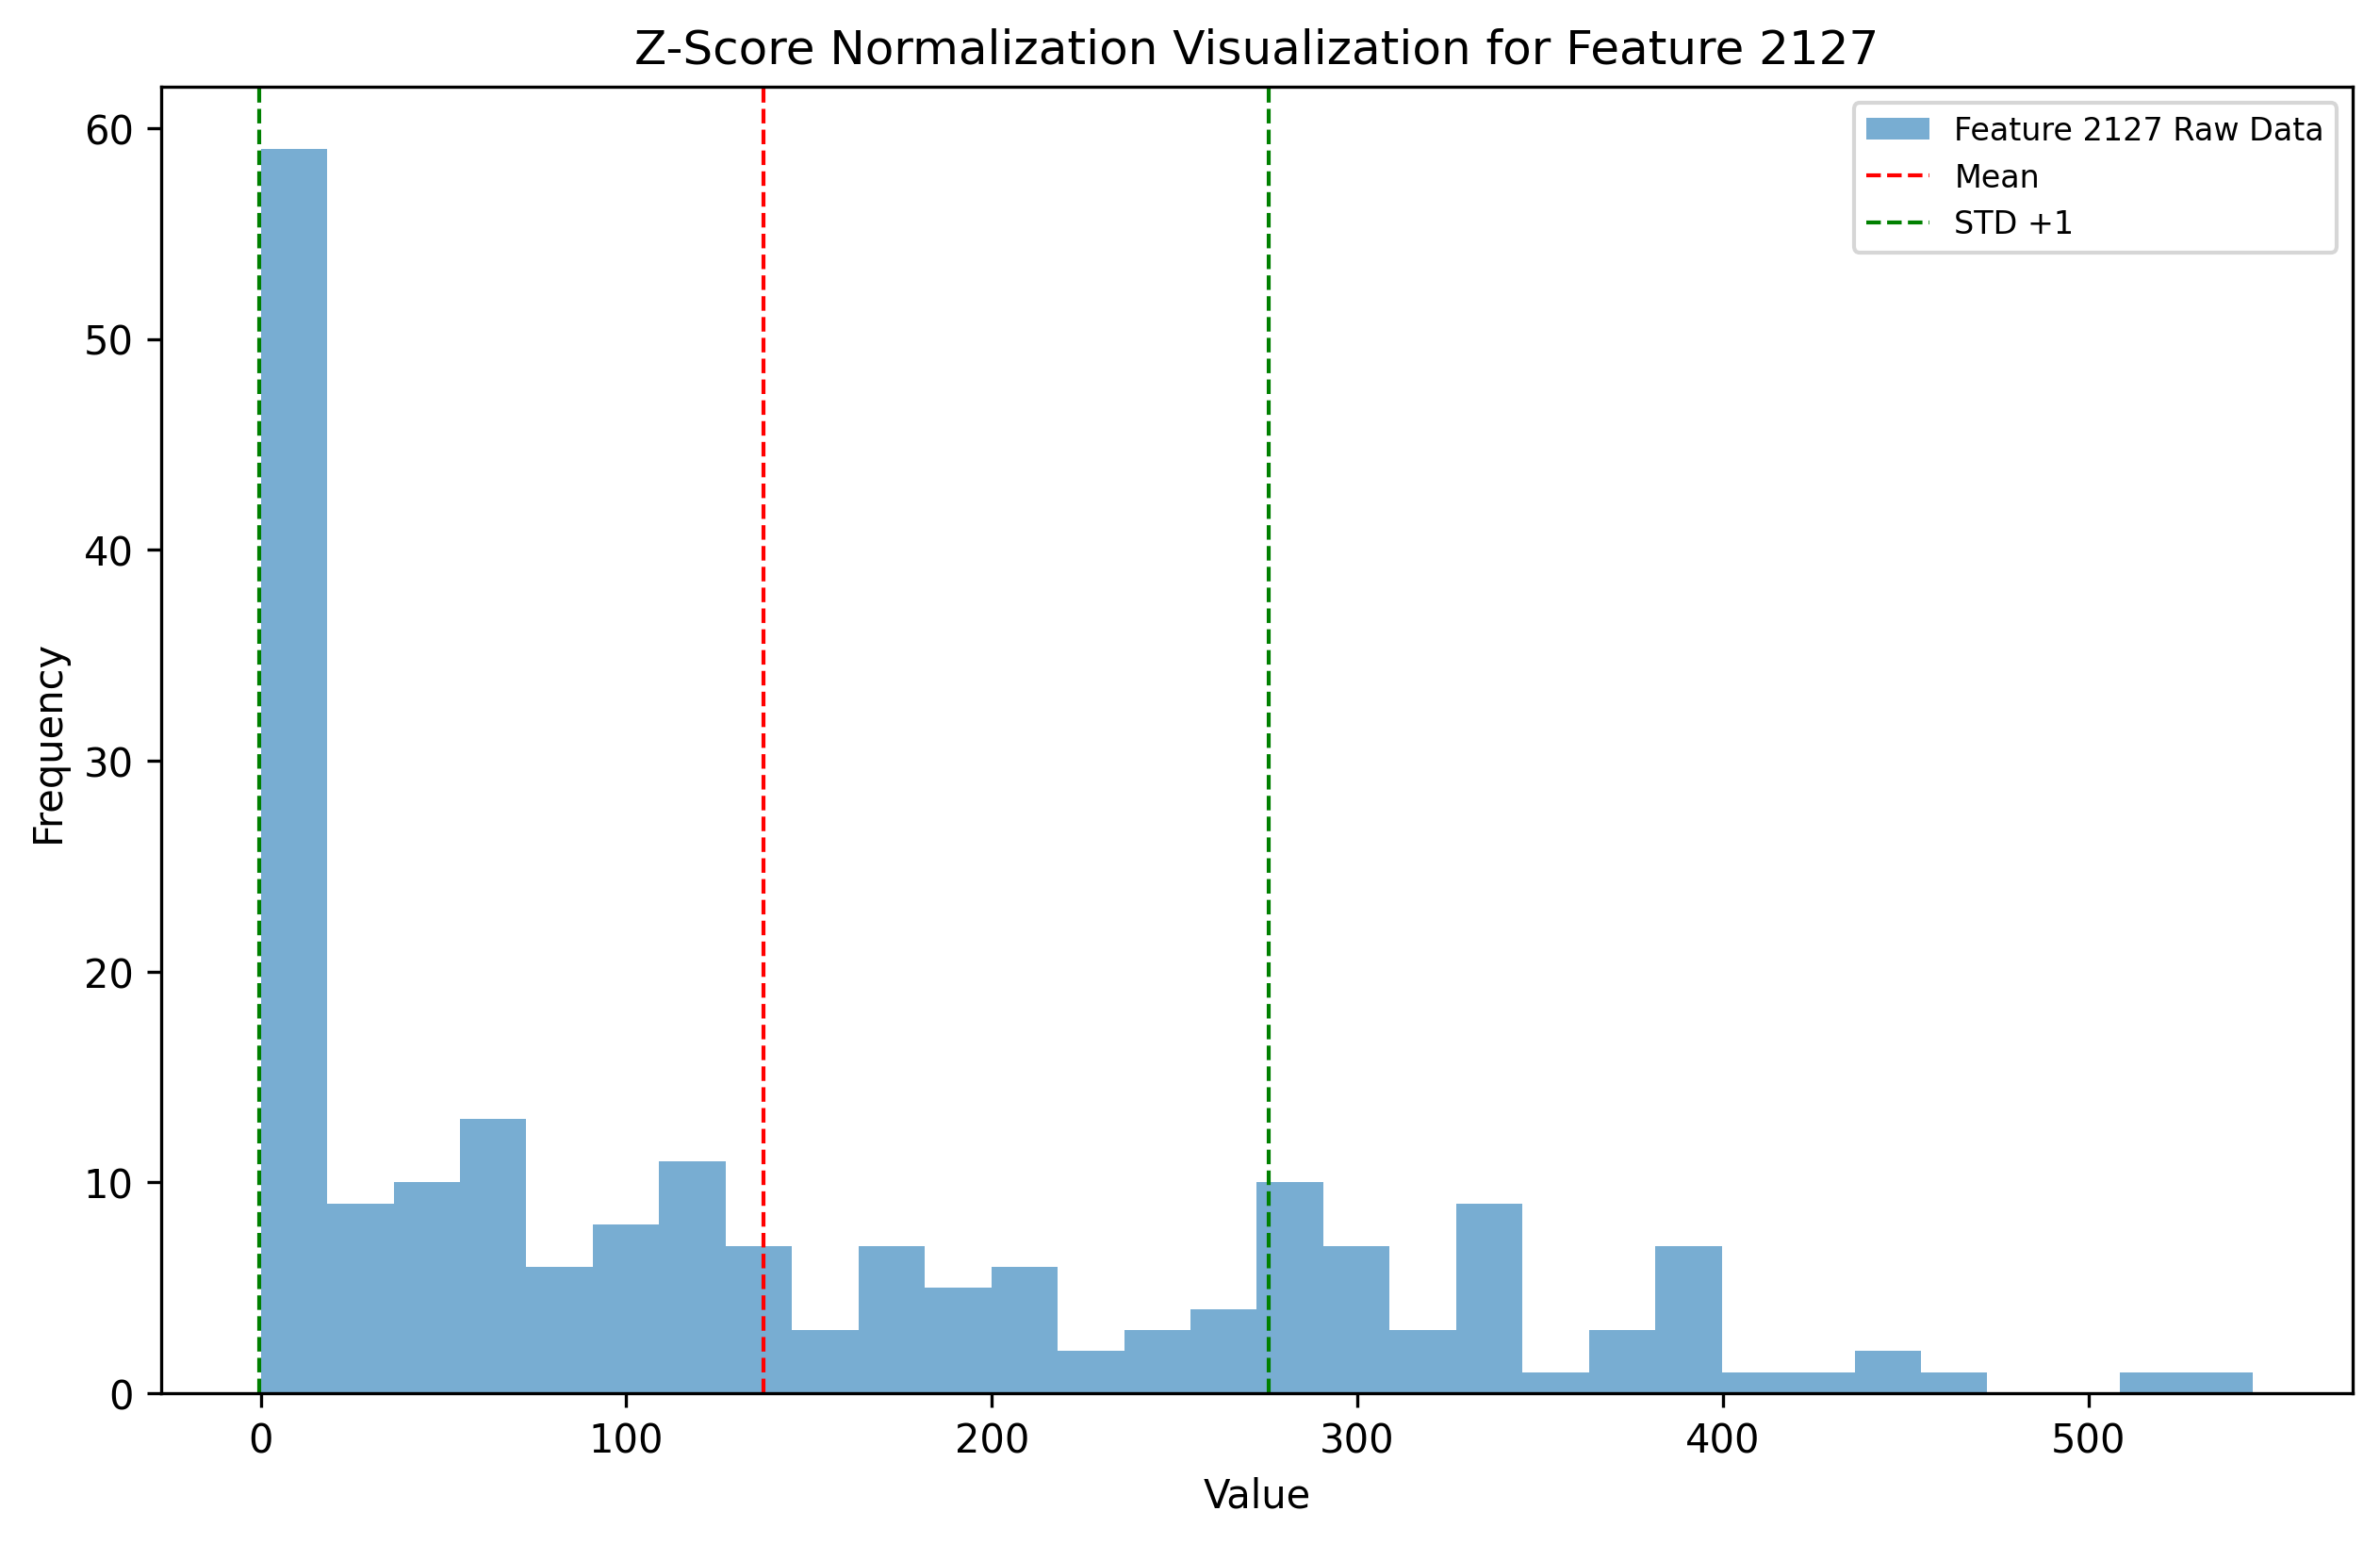 Z-Score Normalization Visualization for Feature 2127
Feature 2127 Raw Data
Mean
STD +1
60
50
40
30
20
10
0
Frequency
0 100 200 300 400 500
Value